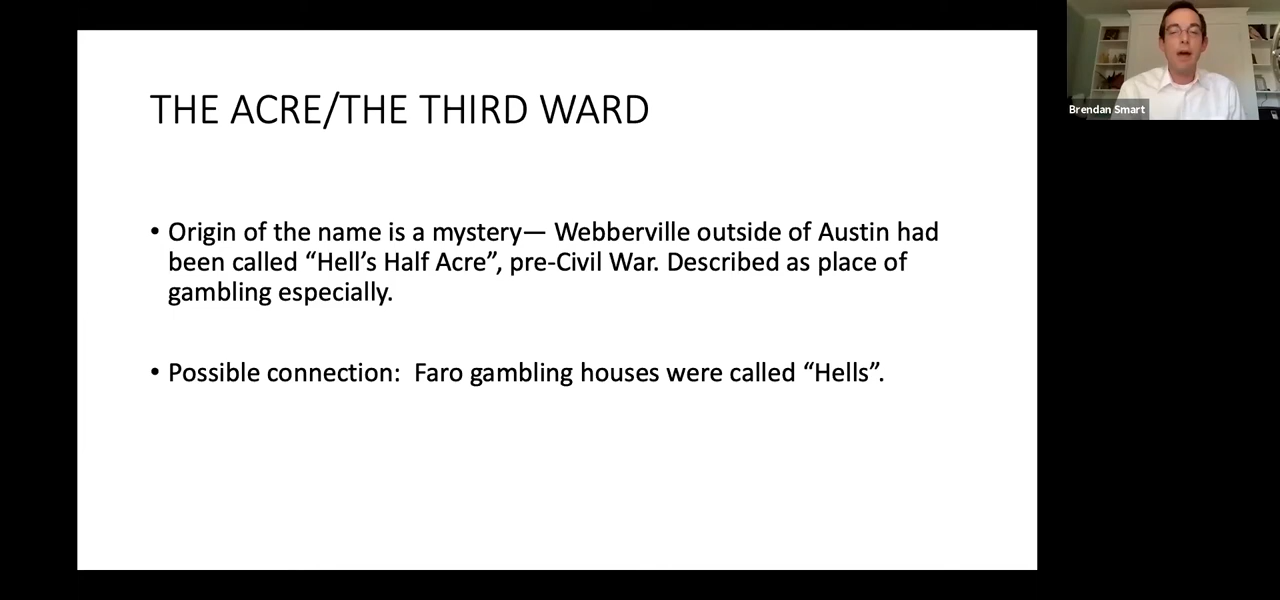 THE ACRE/THE THIRD WARD
• Origin of the name is a mystery— Webberville outside of Austin had
been called “Hell’s Half Acre”, pre-Civil War. Described as place of
gambling especially.
• Possible connection:  Faro gambling houses were called “Hells”.
Brendan Smart